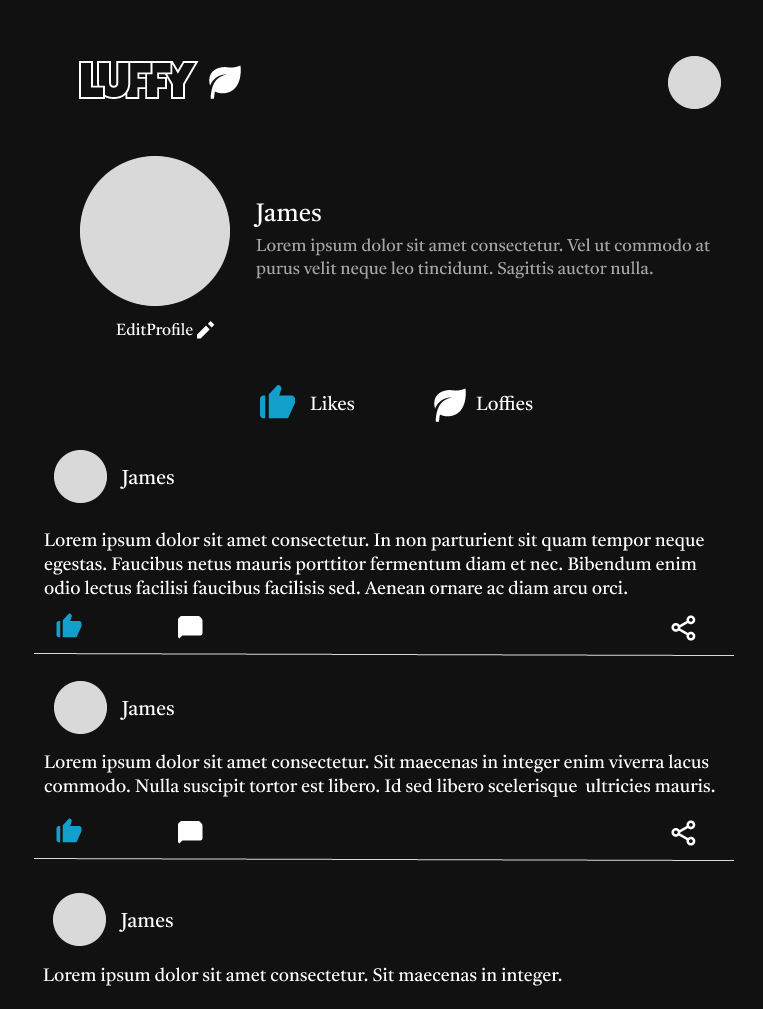 LUFFY
James
Lorem ipsum dolor sit amet consectetur. Vel ut commodo at
purus velit neque leo tincidunt. Sagittis auctor nulla.
EditProfile
Likes
Loffies
James
Lorem ipsum dolor sit amet consectetur. In non parturient sit quam tempor neque
egestas. Faucibus netus mauris porttitor fermentum diam et nec. Bibendum enim
odio lectus facilisi faucibus facilisis sed. Aenean ornare ac diam arcu orci.
James
Lorem ipsum dolor sit amet consectetur. Sit maecenas in integer enim viverra lacus
commodo. Nulla suscipit tortor est libero. Id sed libero scelerisque  ultricies mauris.
James
Lorem ipsum dolor sit amet consectetur. Sit maecenas in integer.